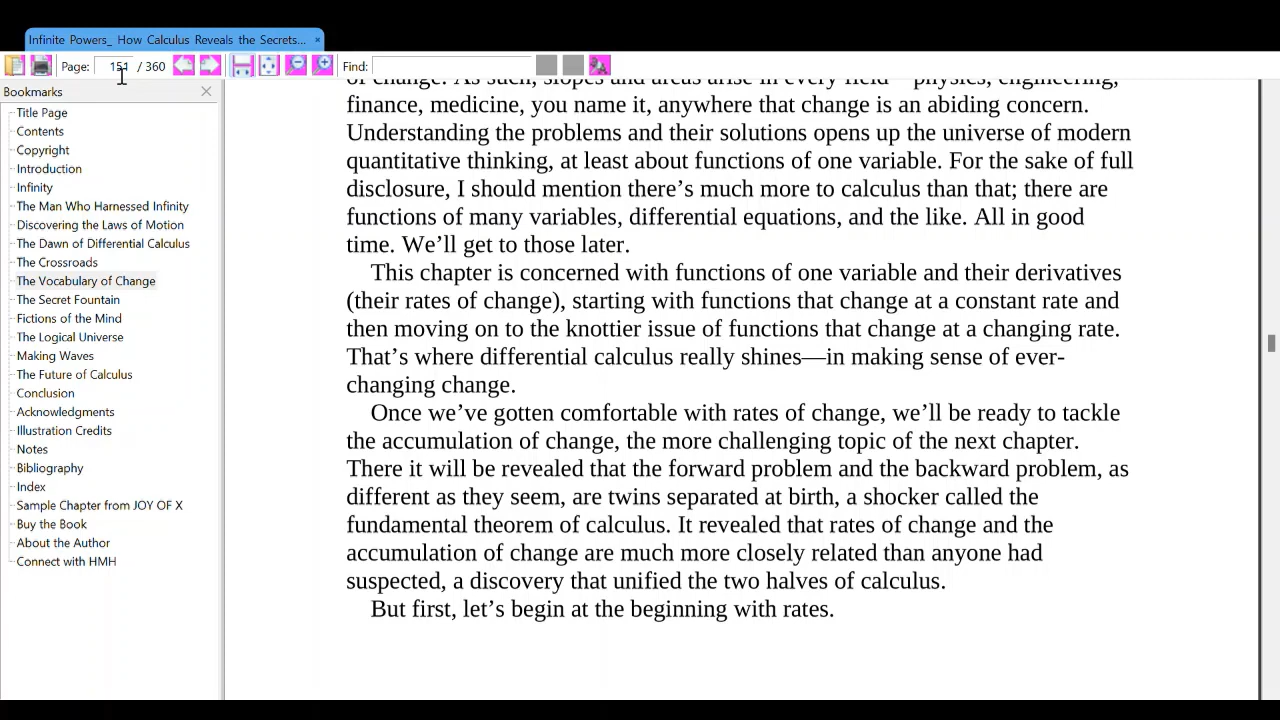 Infinite Powers_ How Calculus Reveals the Secrets... ×
Page: 151 / 360 Find:
Bookmarks
Title Page
Contents
Copyright
Introduction
Infinity
The Man Who Harnessed Infinity
Discovering the Laws of Motion
The Dawn of Differential Calculus
The Crossroads
The Vocabulary of Change
The Secret Fountain
Fictions of the Mind
The Logical Universe
Making Waves
The Future of Calculus
Conclusion
Acknowledgments
Illustration Credits
Notes
Bibliography
Index
Sample Chapter from JOY OF X
Buy the Book
About the Author
Connect with HMH
of change. As such, slopes and areas arise in every field—physics, engineering,
finance, medicine, you name it, anywhere that change is an abiding concern.
Understanding the problems and their solutions opens up the universe of modern
quantitative thinking, at least about functions of one variable. For the sake of full
disclosure, I should mention there’s much more to calculus than that; there are
functions of many variables, differential equations, and the like. All in good
time. We’ll get to those later.
This chapter is concerned with functions of one variable and their derivatives
(their rates of change), starting with functions that change at a constant rate and
then moving on to the knottier issue of functions that change at a changing rate.
That’s where differential calculus really shines—in making sense of ever-
changing change.
Once we’ve gotten comfortable with rates of change, we’ll be ready to tackle
the accumulation of change, the more challenging topic of the next chapter.
There it will be revealed that the forward problem and the backward problem, as
different as they seem, are twins separated at birth, a shocker called the
fundamental theorem of calculus. It revealed that rates of change and the
accumulation of change are much more closely related than anyone had
suspected, a discovery that unified the two halves of calculus.
But first, let’s begin at the beginning with rates.